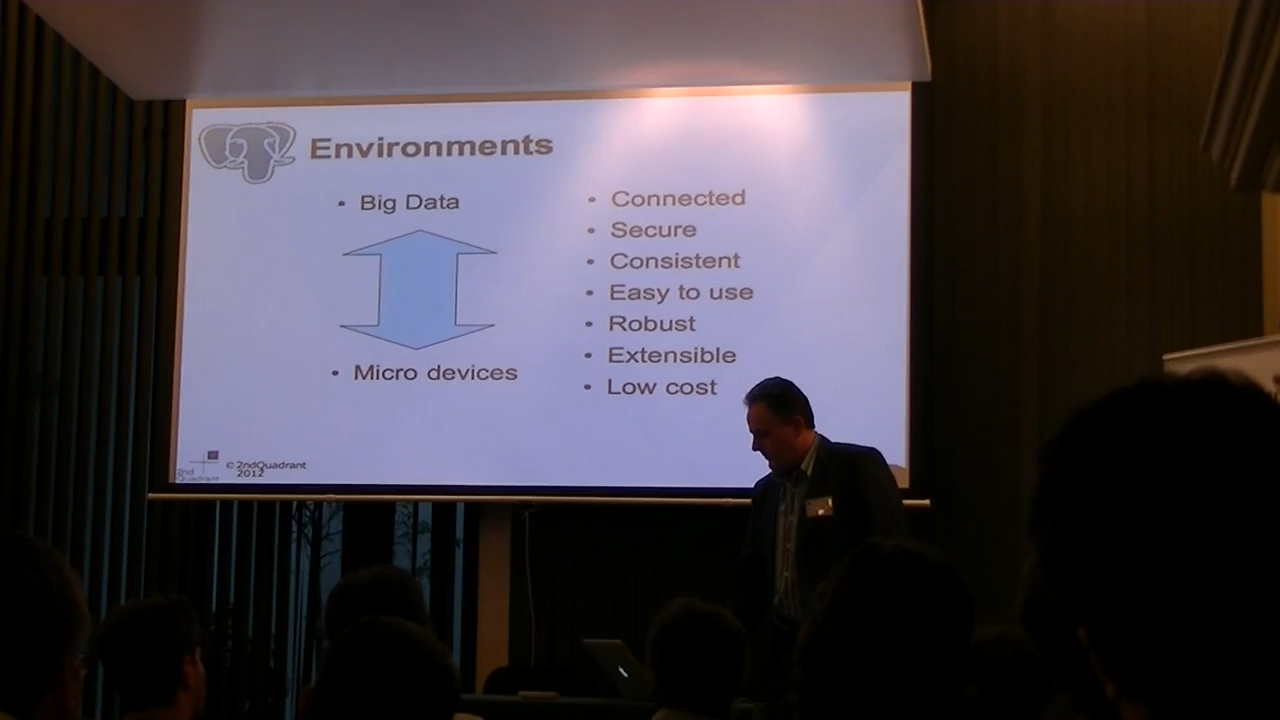 Environments
• Big Data
• Micro devices
• Connected
• Secure
• Consistent
• Easy to use
• Robust
• Extensible
• Low cost
2nd
Quadrant
© 2ndQuadrant
2012